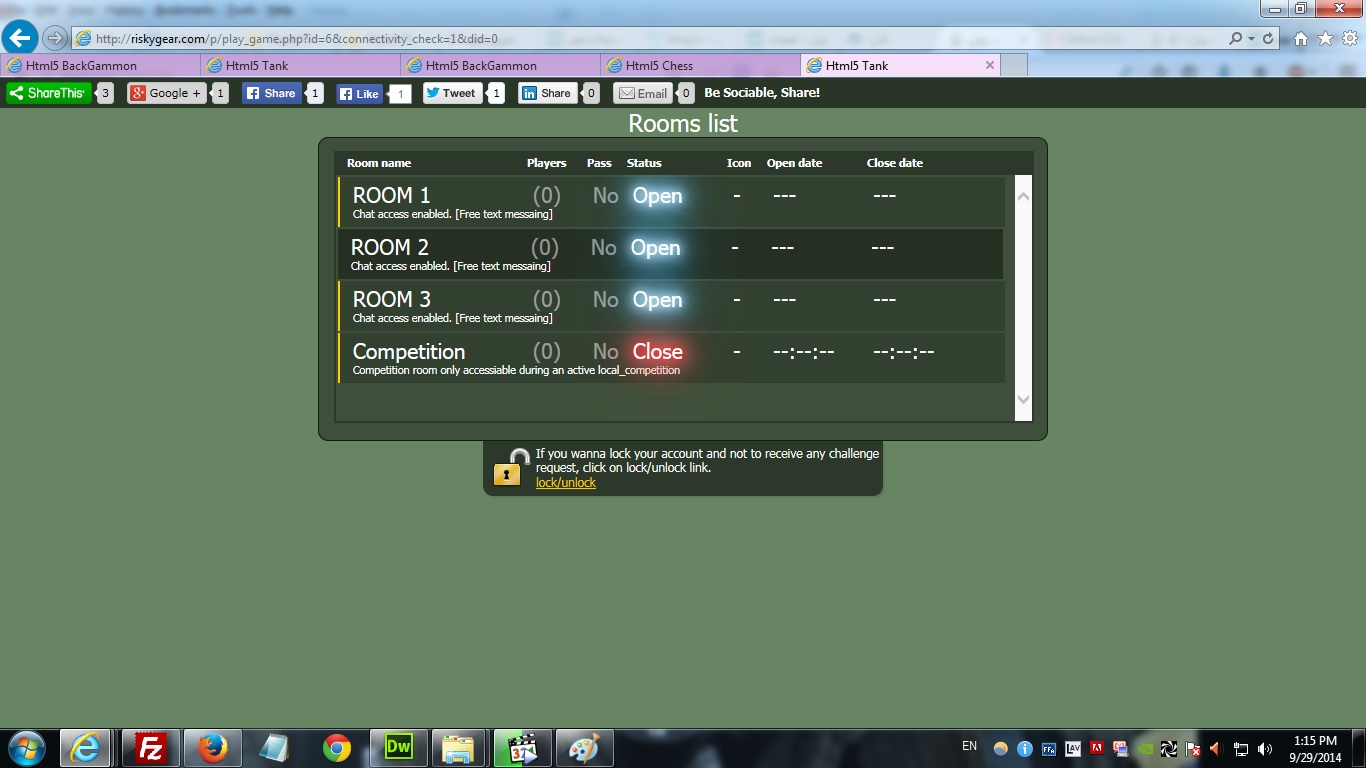 http://riskygear.com/p/play_game.php?id=6&connectivity_check=1&did=0
Html5 BackGammon Html5 Tank Html5 BackGammon Html5 Chess Html5 Tank
ShareThis 3 Google + 1 Share 1 Like 1 Tweet 1 Share 0 Email 0 Be Sociable, Share!
Rooms list
Room name Players Pass Status Icon Open date Close date
ROOM 1 (0) No Open - --- ---
Chat access enabled. [Free text messaing]
ROOM 2 (0) No Open - --- ---
Chat access enabled. [Free text messaing]
ROOM 3 (0) No Open - --- ---
Chat access enabled. [Free text messaing]
Competition (0) No Close - --:--:-- --:--:--
Competition room only accessiable during an active local_competition
If you wanna lock your account and not to receive any challenge
request, click on lock/unlock link.
lock/unlock
Fz Dw 31 EN FFA LAV 1:15 PM
9/29/2014